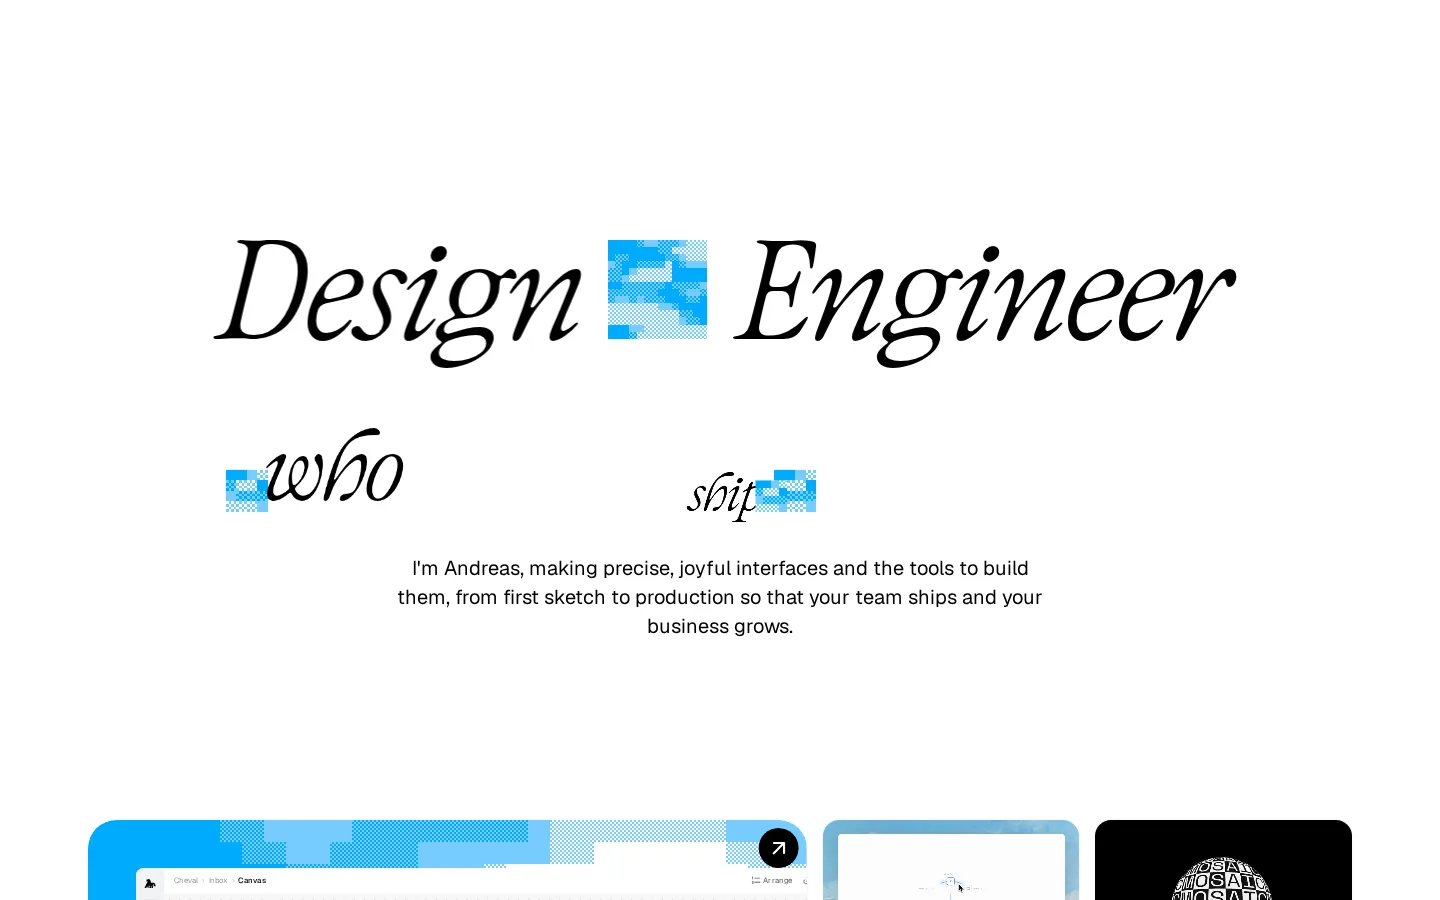 Design Engineer
who ship
I'm Andreas, making precise, joyful interfaces and the tools to build
them, from first sketch to production so that your team ships and your
business grows.
Cheval › Inbox › Canvas
Arrange
MOSAIC